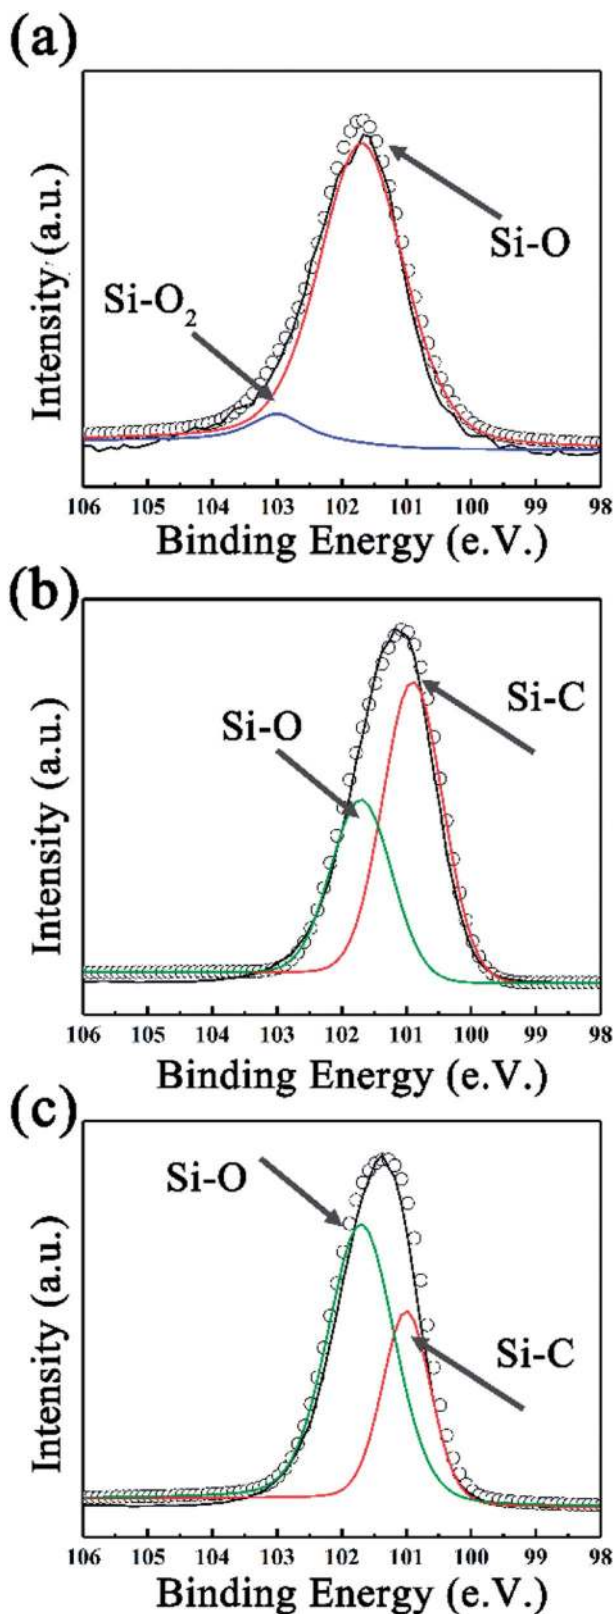 (a)
Intensity (a.u.)
Si-O
Si-O₂
106 105 104 103 102 101 100 99 98
Binding Energy (e.V.)
(b)
Intensity (a.u.)
Si-C
Si-O
106 105 104 103 102 101 100 99 98
Binding Energy (e.V.)
(c)
Intensity (a.u.)
Si-O
Si-C
106 105 104 103 102 101 100 99 98
Binding Energy (e.V.)